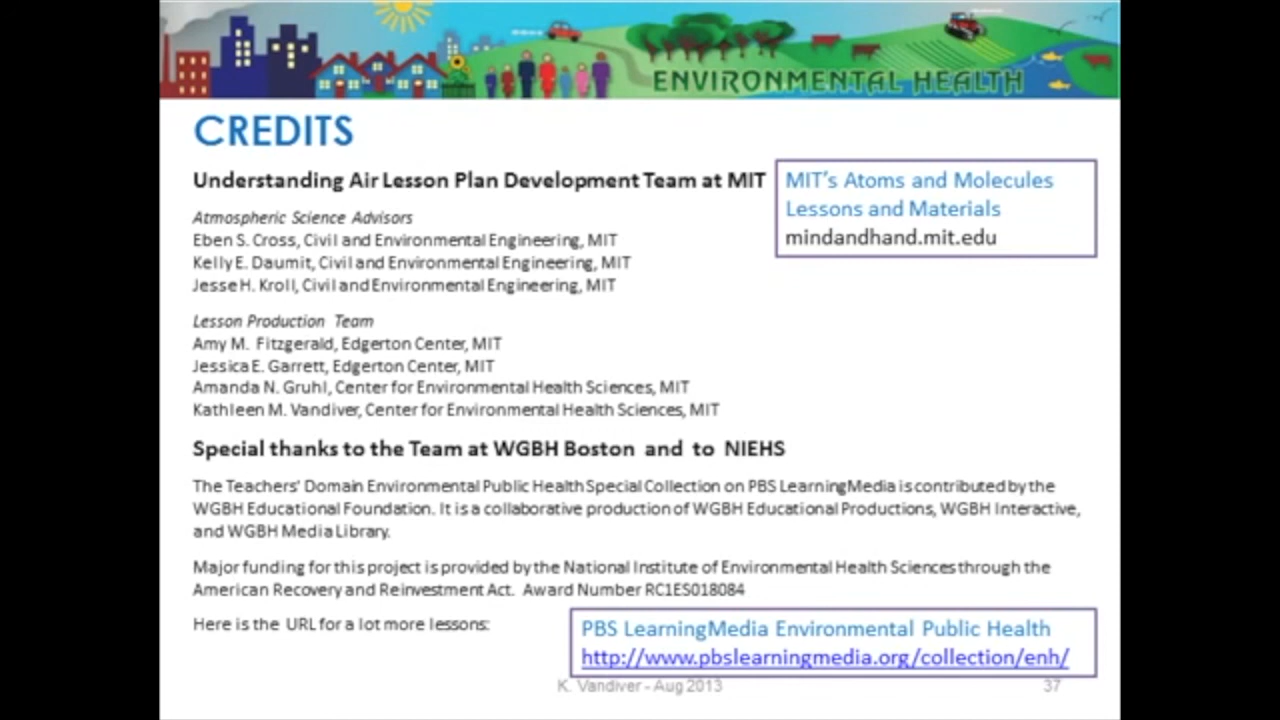 ENVIRONMENTAL HEALTH
CREDITS
Understanding Air Lesson Plan Development Team at MIT
MIT's Atoms and Molecules
Lessons and Materials
mindandhand.mit.edu
Atmospheric Science Advisors
Eben S. Cross, Civil and Environmental Engineering, MIT
Kelly E. Daumit, Civil and Environmental Engineering, MIT
Jesse H. Kroll, Civil and Environmental Engineering, MIT
Lesson Production Team
Amy M. Fitzgerald, Edgerton Center, MIT
Jessica E. Garrett, Edgerton Center, MIT
Amanda N. Gruhl, Center for Environmental Health Sciences, MIT
Kathleen M. Vandiver, Center for Environmental Health Sciences, MIT
Special thanks to the Team at WGBH Boston and to NIEHS
The Teachers' Domain Environmental Public Health Special Collection on PBS LearningMedia is contributed by the
WGBH Educational Foundation. It is a collaborative production of WGBH Educational Productions, WGBH Interactive,
and WGBH Media Library.
Major funding for this project is provided by the National Institute of Environmental Health Sciences through the
American Recovery and Reinvestment Act. Award Number RC1ES018084
Here is the URL for a lot more lessons:
PBS LearningMedia Environmental Public Health
http://www.pbslearningmedia.org/collection/enh/
K. Vandiver - Aug 2013
37